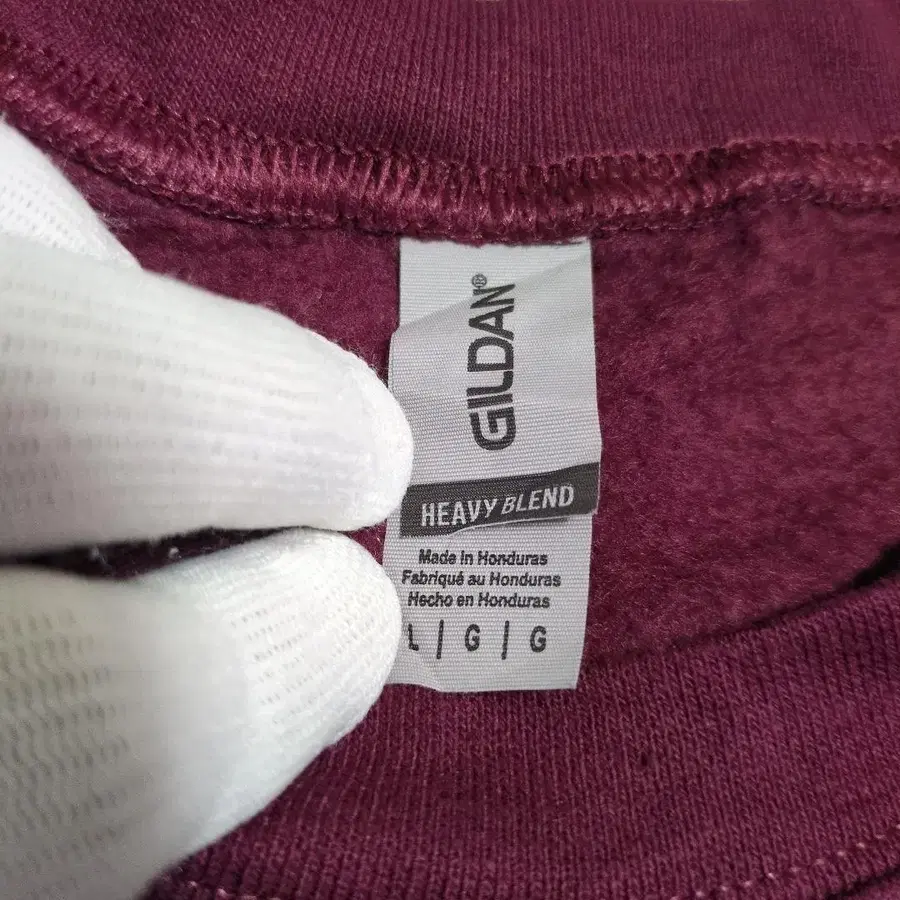 GILDAN®
HEAVY BLEND
Made in Honduras
Fabriqué au Honduras
Hecho en Honduras
L | G | G